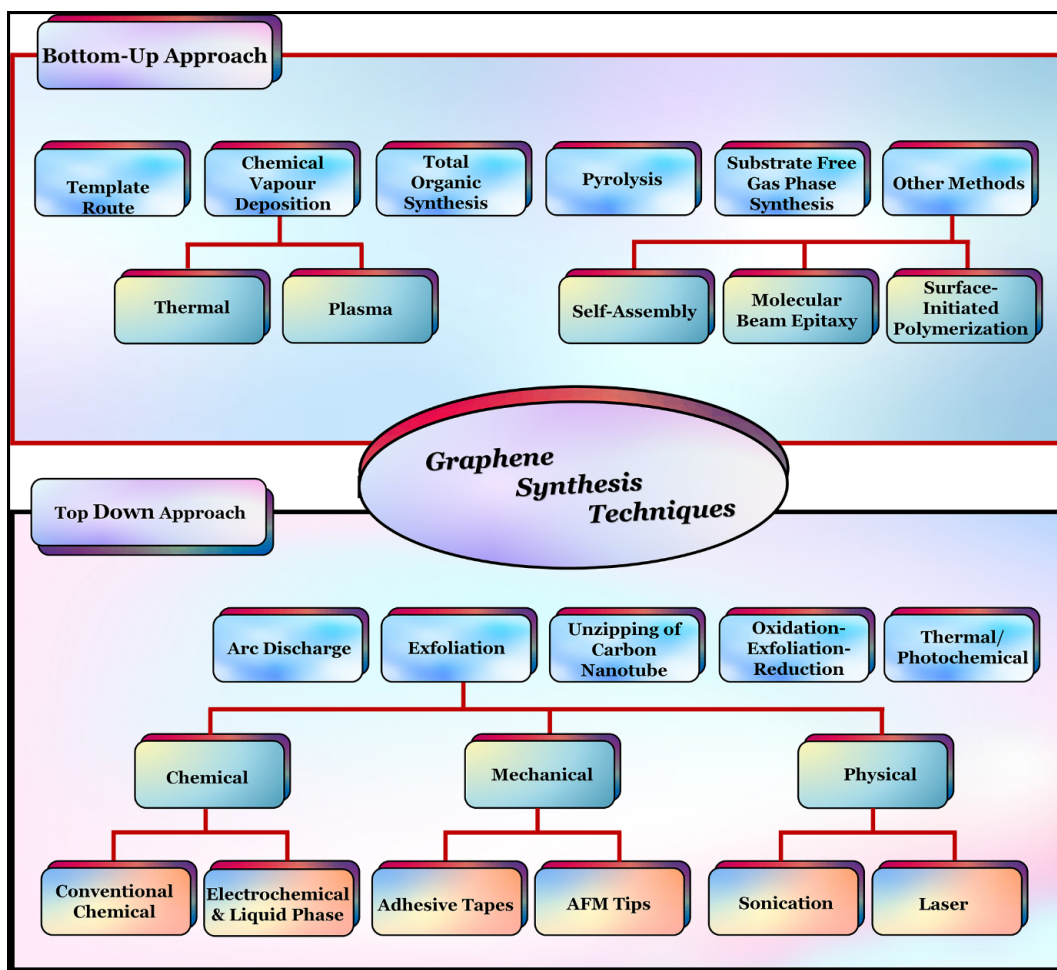 Bottom-Up Approach
Template
Route
Chemical
Vapour
Deposition
Total
Organic
Synthesis
Pyrolysis
Substrate Free
Gas Phase
Synthesis
Other Methods
Thermal
Plasma
Self-Assembly
Molecular
Beam Epitaxy
Surface-
Initiated
Polymerization
Graphene
Synthesis
Techniques
Top Down Approach
Arc Discharge
Exfoliation
Unzipping of
Carbon
Nanotube
Oxidation-
Exfoliation-
Reduction
Thermal/
Photochemical
Chemical
Mechanical
Physical
Conventional
Chemical
Electrochemical
& Liquid Phase
Adhesive Tapes
AFM Tips
Sonication
Laser